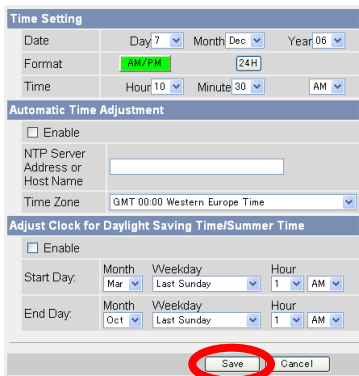 Time Setting
Date Day 7 Month Dec Year 06
Format AM/PM 24H
Time Hour 10 Minute 30 AM
Automatic Time Adjustment
Enable
NTP Server
Address or
Host Name
Time Zone GMT 00:00 Western Europe Time
Adjust Clock for Daylight Saving Time/Summer Time
Enable
Month Weekday Hour
Start Day: Mar Last Sunday 1 AM
Month Weekday Hour
End Day: Oct Last Sunday 1 AM
Save Cancel